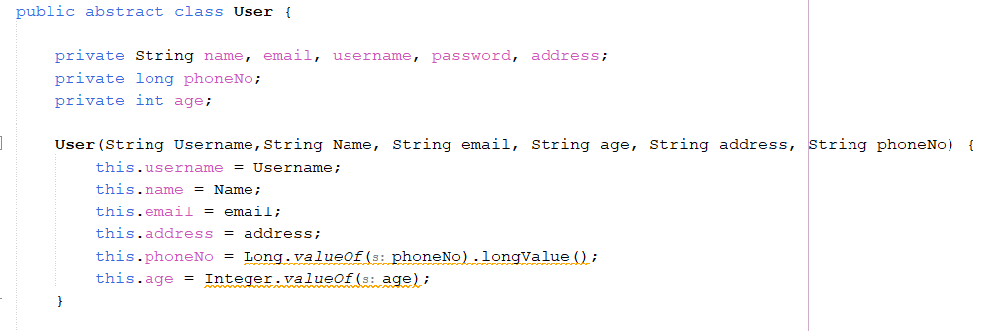 public abstract class User {
private String name, email, username, password, address;
private long phoneNo;
private int age;
User(String Username,String Name, String email, String age, String address, String phoneNo) {
this.username = Username;
this.name = Name;
this.email = email;
this.address = address;
this.phoneNo = Long.valueOf(s: phoneNo).longValue();
this.age = Integer.valueOf(s: age);
}